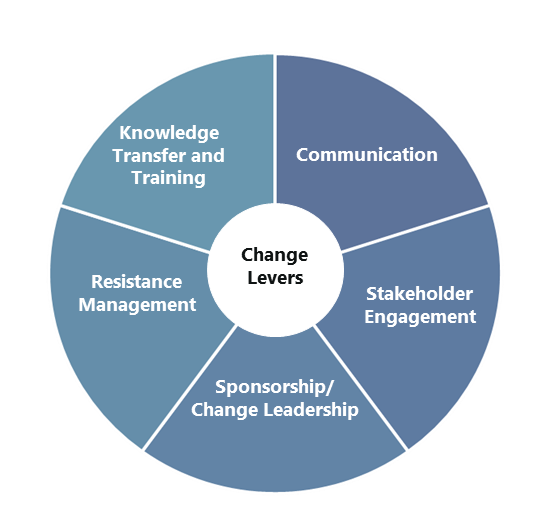 Knowledge
Transfer and
Training
Communication
Change
Levers
Resistance
Management
Stakeholder
Engagement
Sponsorship/
Change Leadership